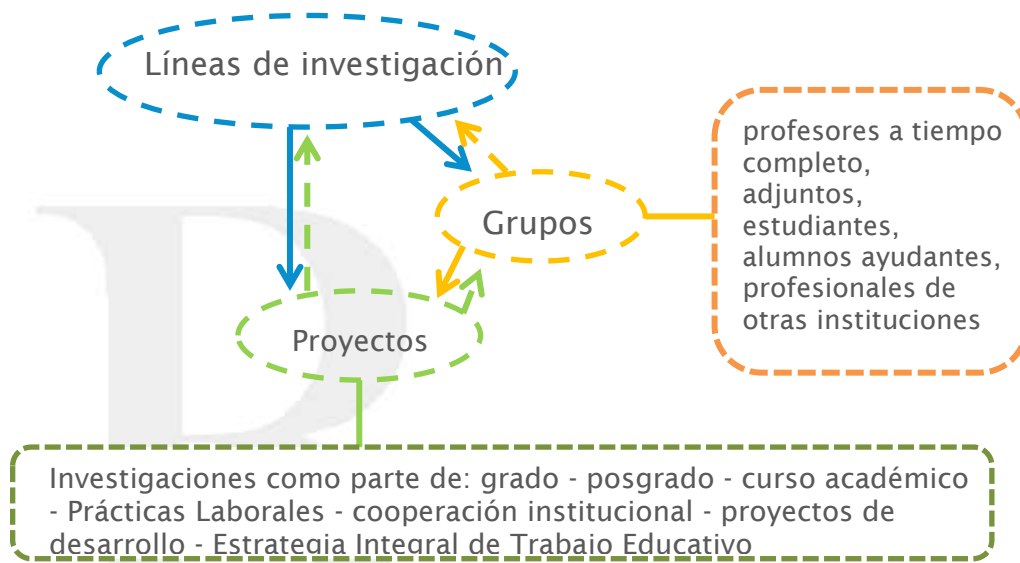 Líneas de investigación
Grupos
profesores a tiempo
completo,
adjuntos,
estudiantes,
alumnos ayudantes,
profesionales de
otras instituciones
Proyectos
Investigaciones como parte de: grado - posgrado - curso académico
- Prácticas Laborales - cooperación institucional - proyectos de
desarrollo - Estrategia Integral de Trabajo Educativo